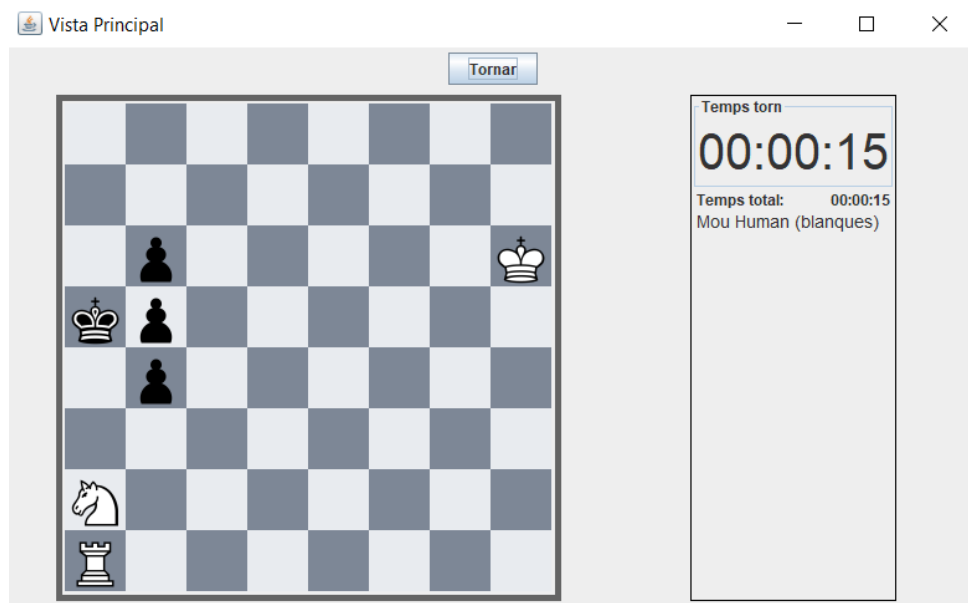 Vista Principal
Tornar
Temps torn
00:00:15
Temps total: 00:00:15
Mou Human (blanques)